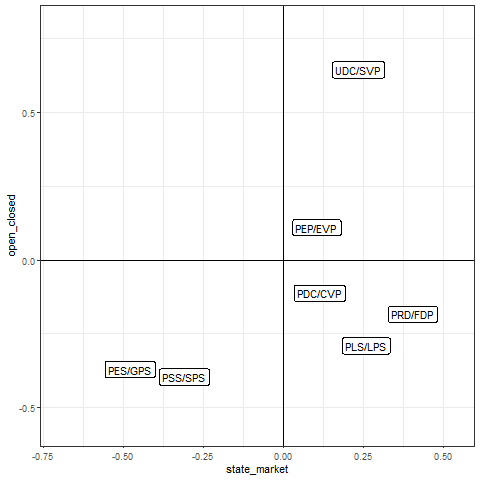 UDC/SVP
0.5
PEP/EVP
open_closed
0.0
PDC/CVP
PRD/FDP
PLS/LPS
PES/GPS
PSS/SPS
-0.5
-0.75
-0.50
-0.25
0.00
0.25
0.50
state_market